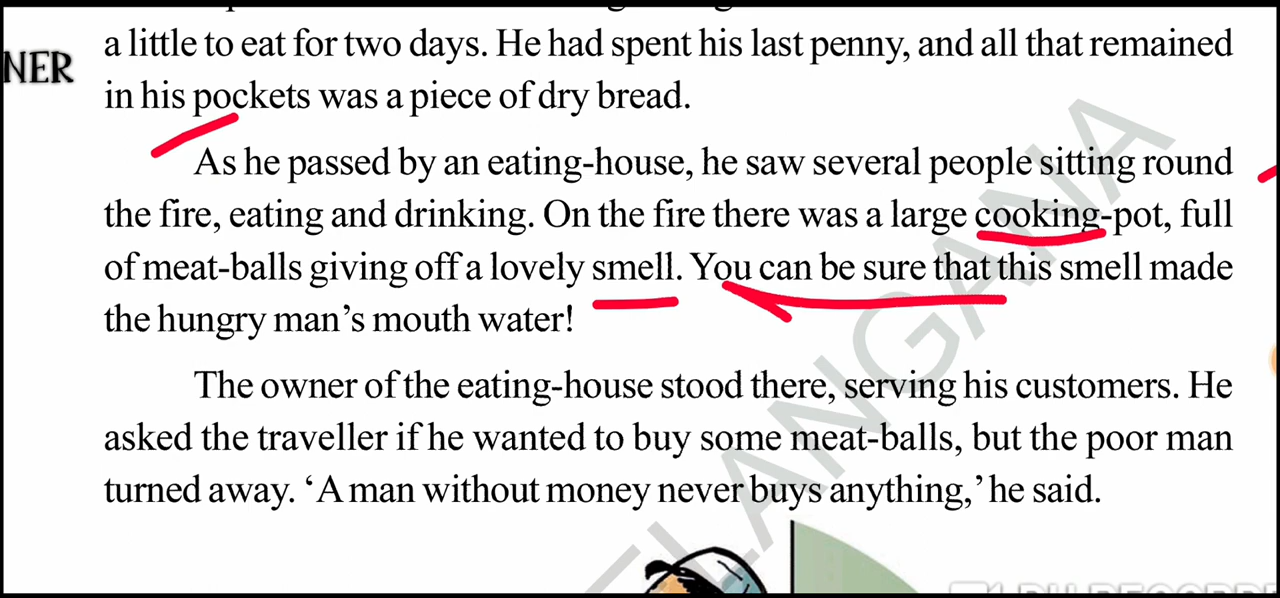 NER
a little to eat for two days. He had spent his last penny, and all that remained
in his pockets was a piece of dry bread.
As he passed by an eating-house, he saw several people sitting round
the fire, eating and drinking. On the fire there was a large cooking-pot, full
of meat-balls giving off a lovely smell. You can be sure that this smell made
the hungry man's mouth water!
The owner of the eating-house stood there, serving his customers. He
asked the traveller if he wanted to buy some meat-balls, but the poor man
turned away. ‘A man without money never buys anything,’ he said.
ELANGANA